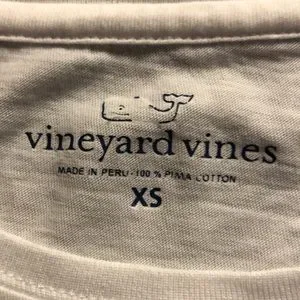 vineyard vines
MADE IN PERU - 100 % PIMA COTTON
XS